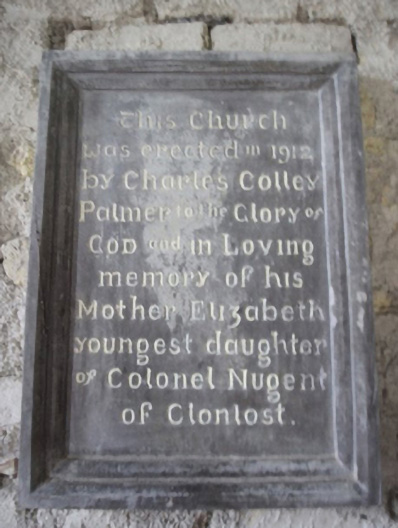 This Church
was erected in 1912
by Charles Colley
Palmer to the Glory of
GOD and in Loving
memory of his
Mother Elizabeth
youngest daughter
of Colonel Nugent
of Clonlost.